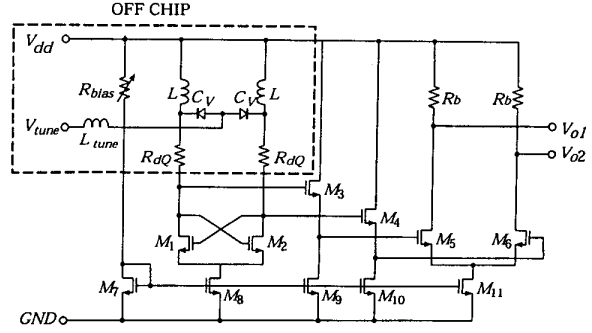 OFF CHIP
Vdd
Rbias
L
CV
CV
L
Rb
Rb
Vtune
Ltune
Vo1
RdQ
RdQ
Vo2
M3
M4
M1
M2
M5
M6
M7
M8
M9
M10
M11
GND